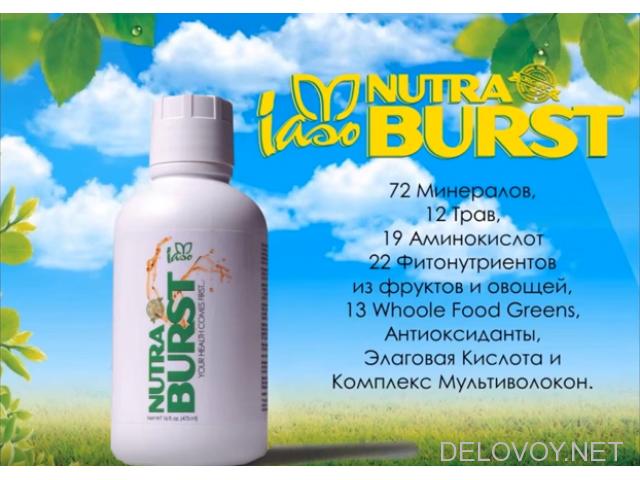 Iaso NUTRA
BURST
72 Минералов,
12 Трав,
19 Аминокислот
22 Фитонутриентов
из фруктов и овощей,
13 Whoole Food Greens,
Антиоксиданты,
Элаговая Кислота и
Комплекс Мультиволокон.
iaso
NUTRA
BURST
YOUR HEALTH COMES FIRST...
DELOVOY.NET